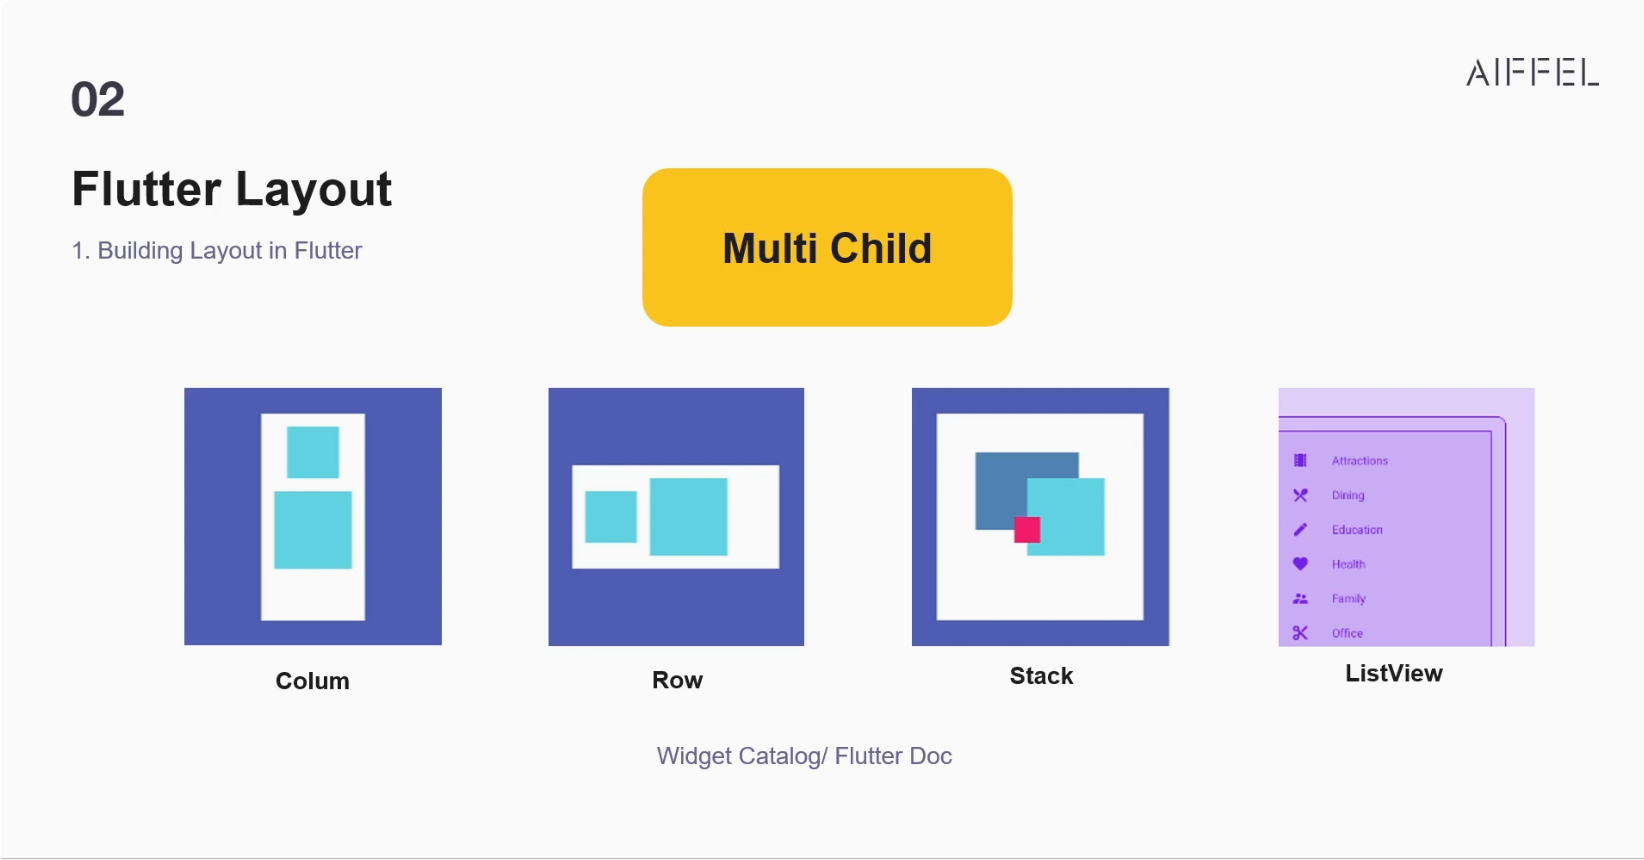 02
AIFFEL
Flutter Layout
1. Building Layout in Flutter
Multi Child
Attractions
Dining
Education
Health
Family
Office
Colum
Row
Stack
ListView
Widget Catalog/ Flutter Doc